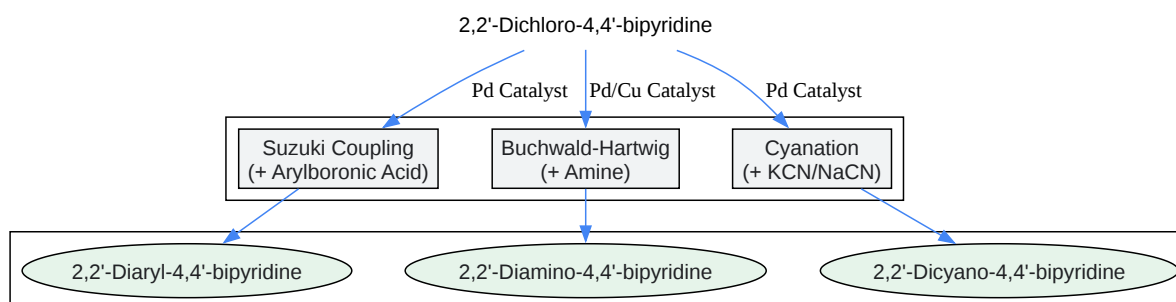 2,2'-Dichloro-4,4'-bipyridine
Pd Catalyst
Pd/Cu Catalyst
Pd Catalyst
Suzuki Coupling
(+ Arylboronic Acid)
Buchwald-Hartwig
(+ Amine)
Cyanation
(+ KCN/NaCN)
2,2'-Diaryl-4,4'-bipyridine
2,2'-Diamino-4,4'-bipyridine
2,2'-Dicyano-4,4'-bipyridine